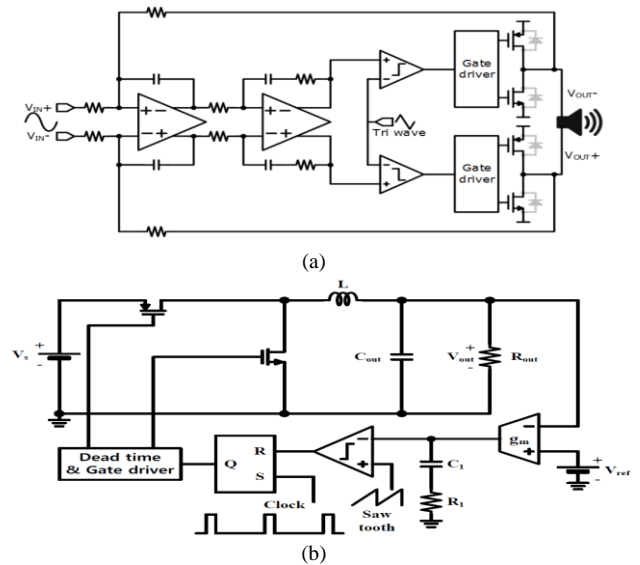 VIN+
VIN-
Tri wave
Gate
driver
Gate
driver
VOUT-
VOUT+
(a)
L
Vs
+
-
Cout
Vout
+
-
Rout
Dead time
& Gate driver
Q
R
S
Clock
Saw
tooth
C1
R1
gm
Vref
+
-
(b)